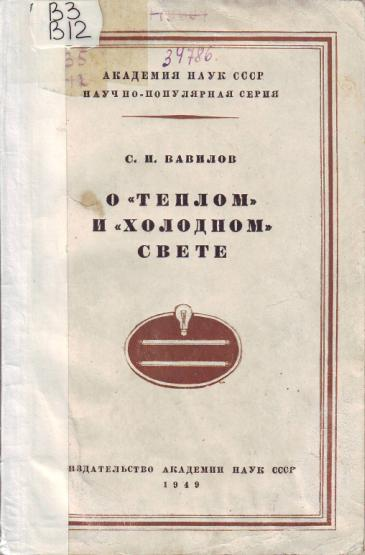 В3
В12
34786.
АКАДЕМИЯ НАУК СССР
НАУЧНО-ПОПУЛЯРНАЯ СЕРИЯ
С. И. ВАВИЛОВ
О «ТЕПЛОМ»
И «ХОЛОДНОМ»
СВЕТЕ
ИЗДАТЕЛЬСТВО АКАДЕМИИ НАУК СССР
1949